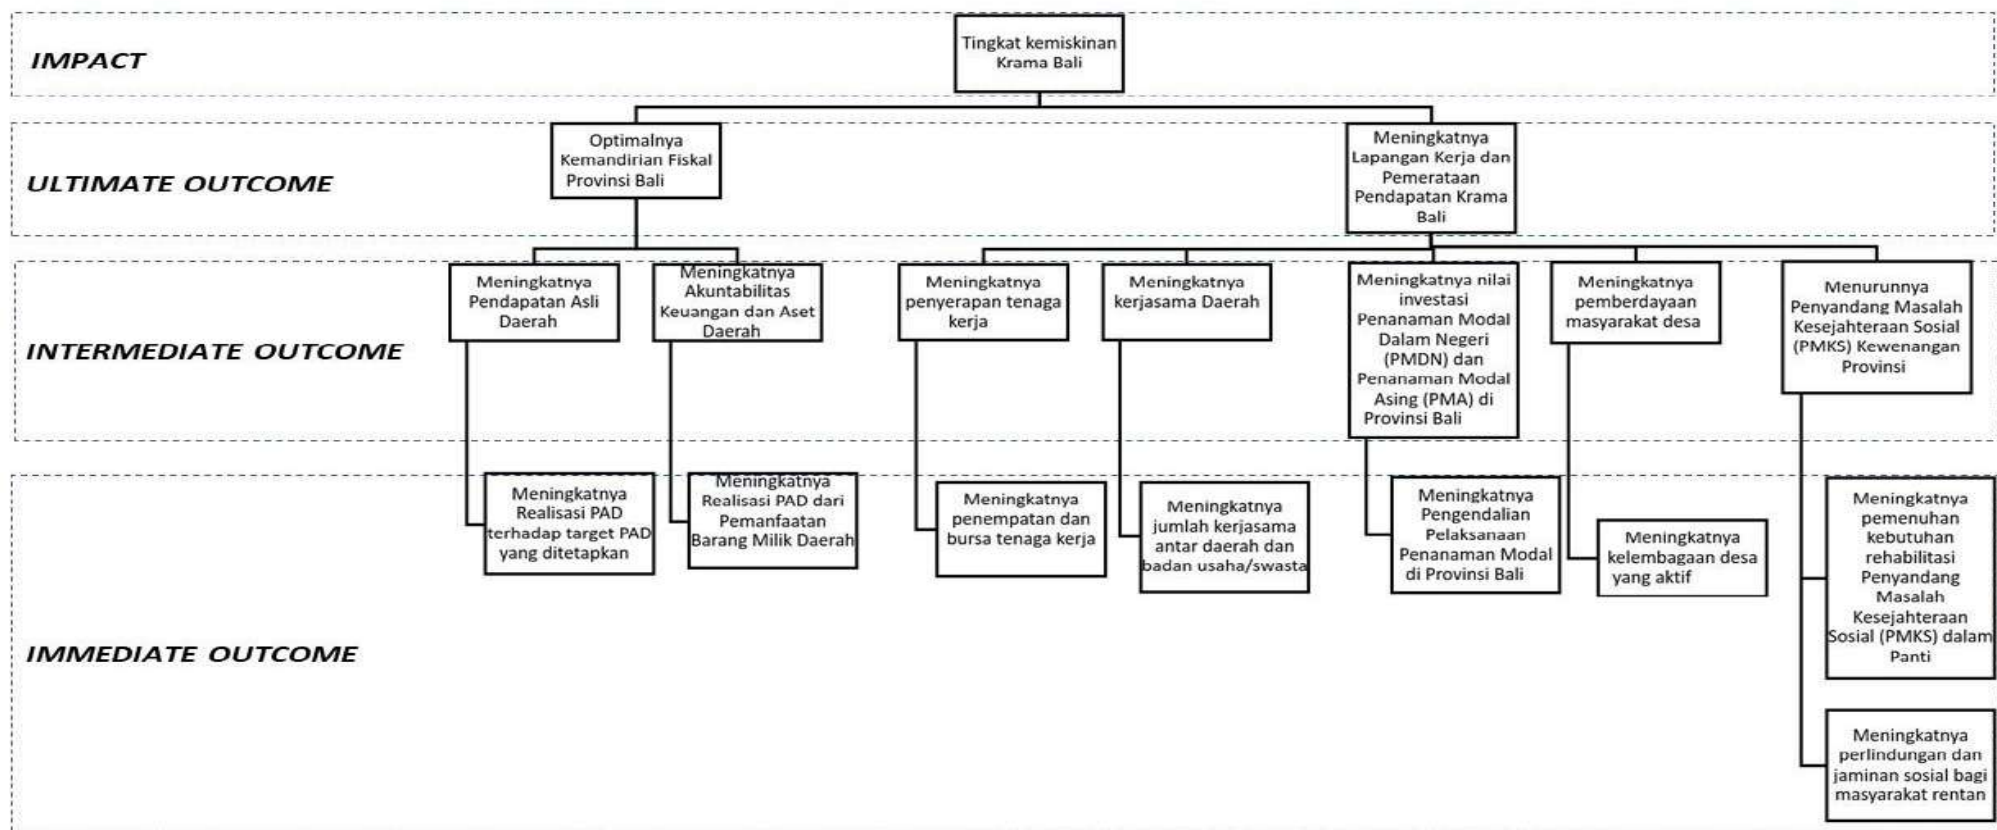 IMPACT
Tingkat kemiskinan
Krama Bali
ULTIMATE OUTCOME
Optimalnya
Kemandirian Fiskal
Provinsi Bali
Meningkatnya
Lapangan Kerja dan
Pemerataan
Pendapatan Krama
Bali
INTERMEDIATE OUTCOME
Meningkatnya
Pendapatan Asli
Daerah
Meningkatnya
Akuntabilitas
Keuangan dan Aset
Daerah
Meningkatnya
penyerapan tenaga
kerja
Meningkatnya
kerjasama Daerah
Meningkatnya nilai
investasi
Penanaman Modal
Dalam Negeri
(PMDN) dan
Penanaman Modal
Asing (PMA) di
Provinsi Bali
Meningkatnya
pemberdayaan
masyarakat desa
Menurunnya
Penyandang Masalah
Kesejahteraan Sosial
(PMKS) Kewenangan
Provinsi
IMMEDIATE OUTCOME
Meningkatnya
Realisasi PAD
terhadap target PAD
yang ditetapkan
Meningkatnya
Realisasi PAD dari
Pemanfaatan
Barang Milik Daerah
Meningkatnya
penempatan dan
bursa tenaga kerja
Meningkatnya
jumlah kerjasama
antar daerah dan
badan usaha/swasta
Meningkatnya
Pengendalian
Pelaksanaan
Penanaman Modal
di Provinsi Bali
Meningkatnya
kelembagaan desa
yang aktif
Meningkatnya
pemenuhan
kebutuhan
rehabilitasi
Penyandang
Masalah
Kesejahteraan
Sosial (PMKS) dalam
Panti
Meningkatnya
perlindungan dan
jaminan sosial bagi
masyarakat rentan